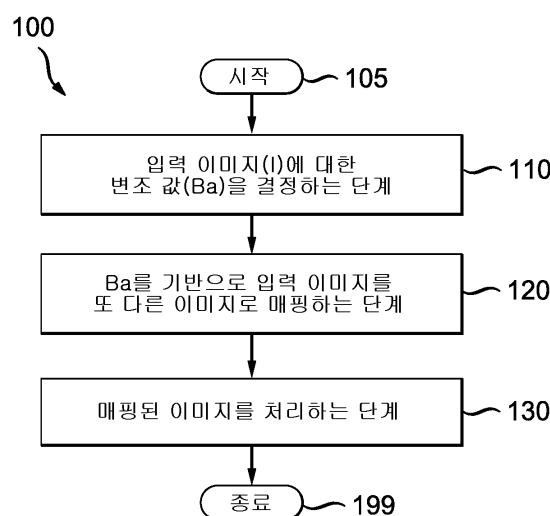 100
시작
105
입력 이미지(I)에 대한
변조 값(Ba)을 결정하는 단계
110
Ba를 기반으로 입력 이미지를
또 다른 이미지로 매핑하는 단계
120
매핑된 이미지를 처리하는 단계
130
종료
199